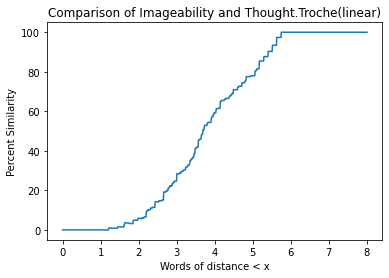 Comparison of Imageability and Thought.Troche(linear)
100
80
60
40
20
0
Percent Similarity
0 1 2 3 4 5 6 7 8
Words of distance < x